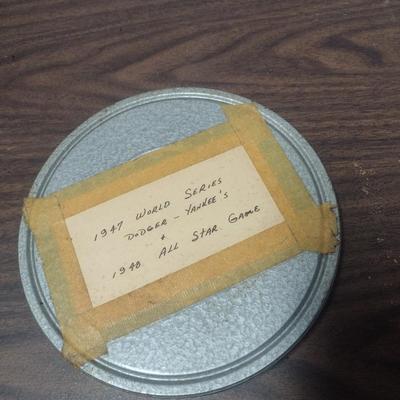 1947 WORLD SERIES
DODGER - YANKEE'S
+
1948 ALL STAR GAME